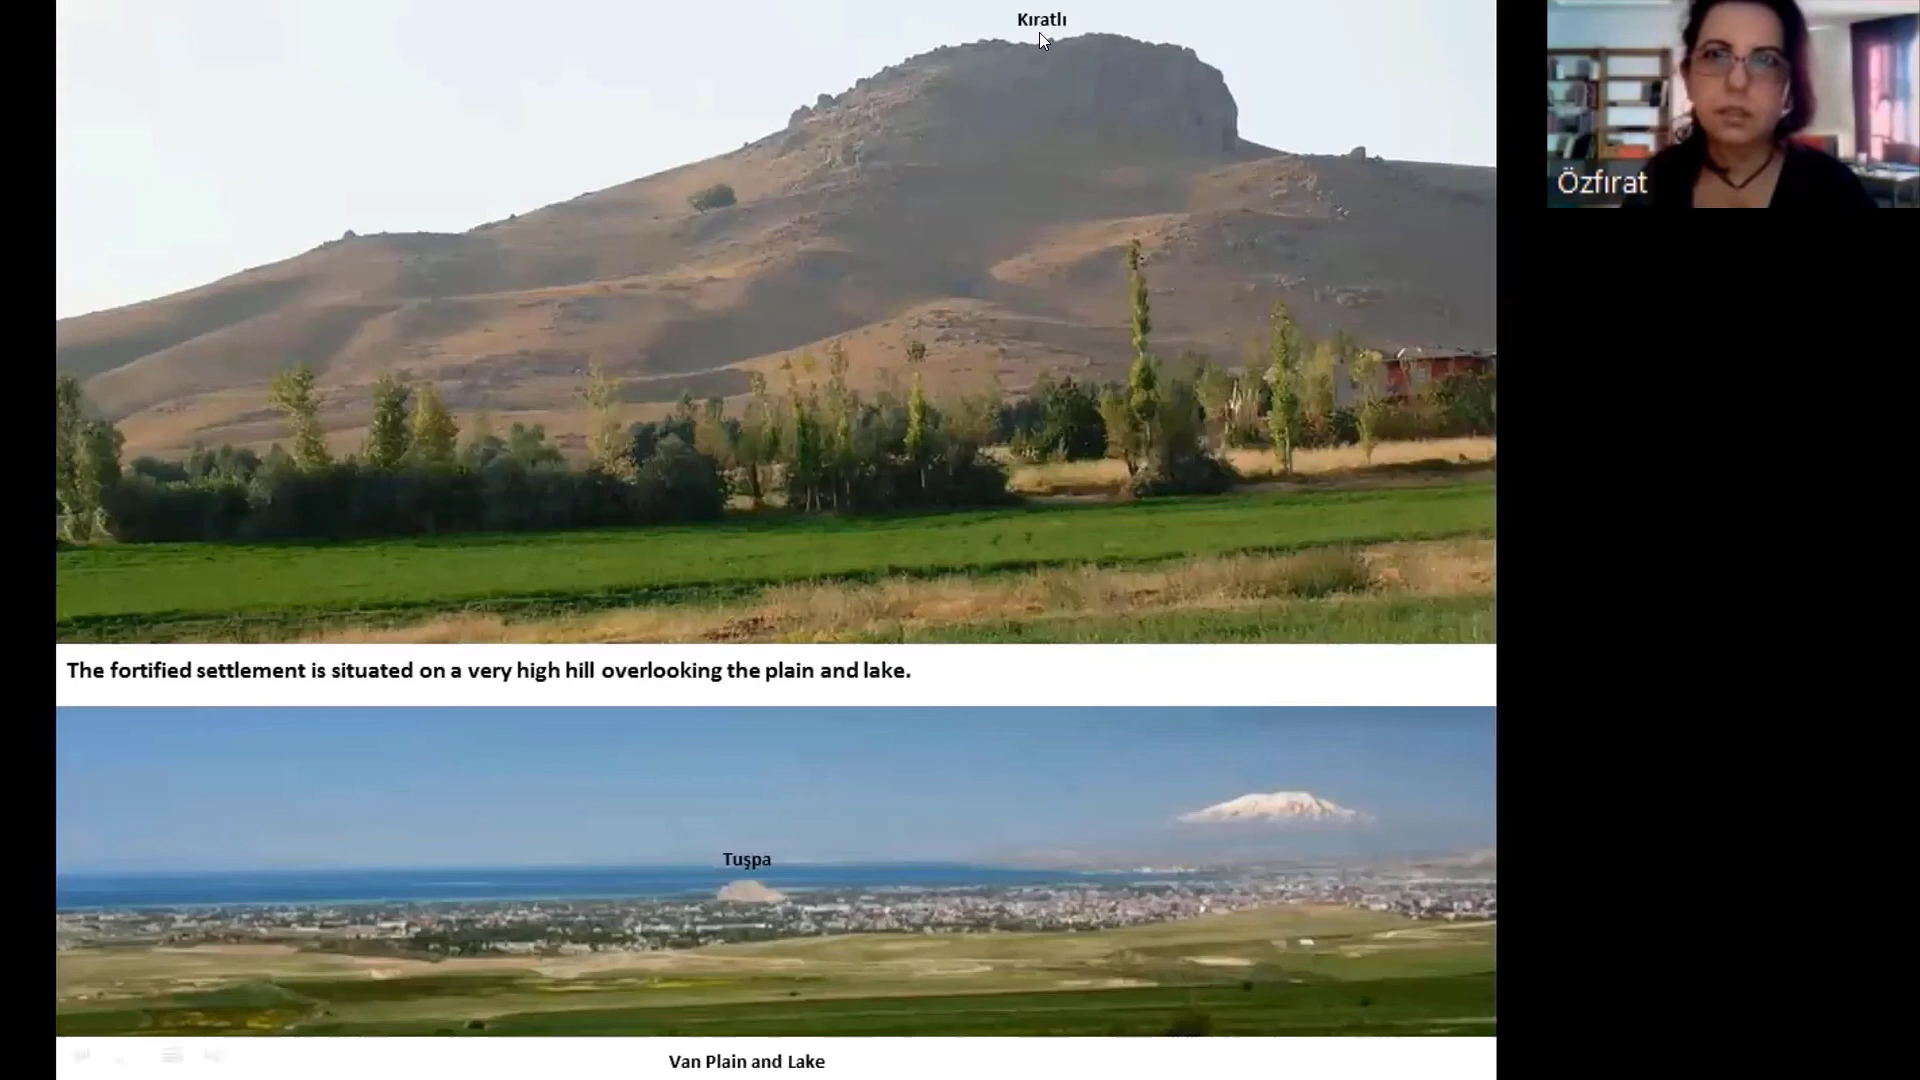 Kıratlı
Özfırat
The fortified settlement is situated on a very high hill overlooking the plain and lake.
Tuşpa
Van Plain and Lake